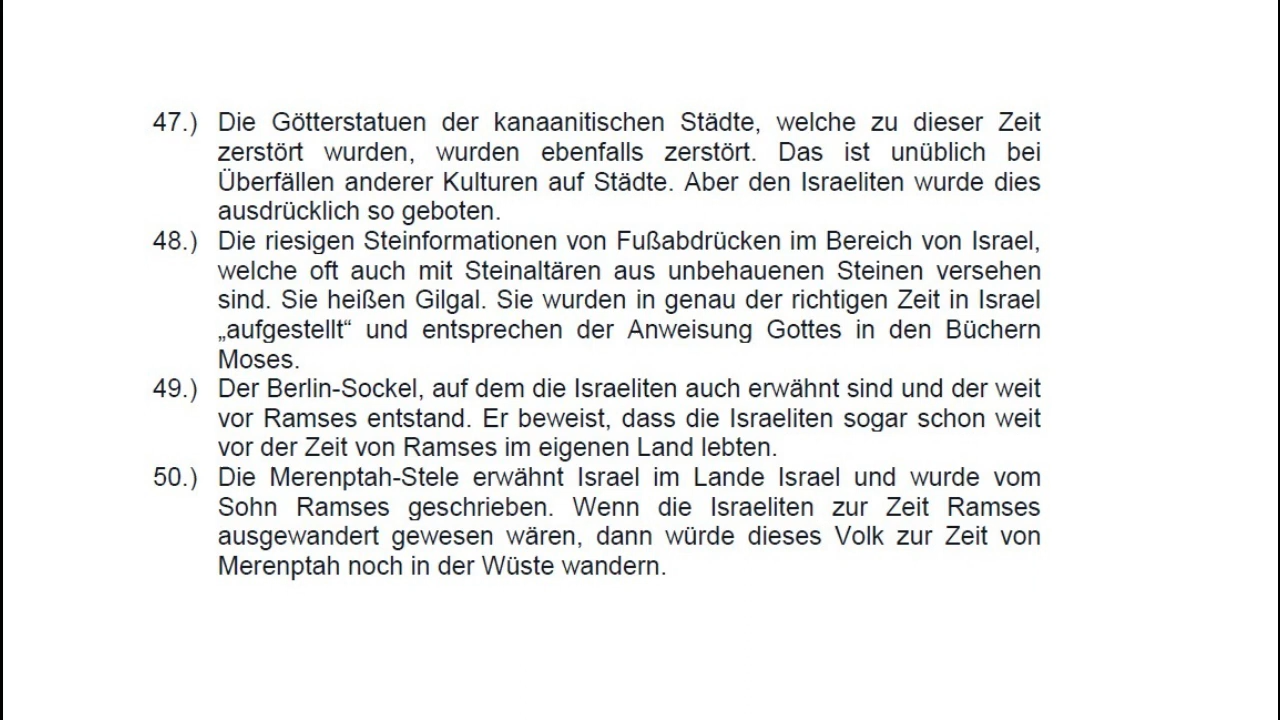 47.) Die Götterstatuen der kanaanitischen Städte, welche zu dieser Zeit
zerstört wurden, wurden ebenfalls zerstört. Das ist unüblich bei
Überfällen anderer Kulturen auf Städte. Aber den Israeliten wurde dies
ausdrücklich so geboten.
48.) Die riesigen Steinformationen von Fußabdrücken im Bereich von Israel,
welche oft auch mit Steinaltären aus unbehauenen Steinen versehen
sind. Sie heißen Gilgal. Sie wurden in genau der richtigen Zeit in Israel
„aufgestellt“ und entsprechen der Anweisung Gottes in den Büchern
Moses.
49.) Der Berlin-Sockel, auf dem die Israeliten auch erwähnt sind und der weit
vor Ramses entstand. Er beweist, dass die Israeliten sogar schon weit
vor der Zeit von Ramses im eigenen Land lebten.
50.) Die Merenptah-Stele erwähnt Israel im Lande Israel und wurde vom
Sohn Ramses geschrieben. Wenn die Israeliten zur Zeit Ramses
ausgewandert gewesen wären, dann würde dieses Volk zur Zeit von
Merenptah noch in der Wüste wandern.